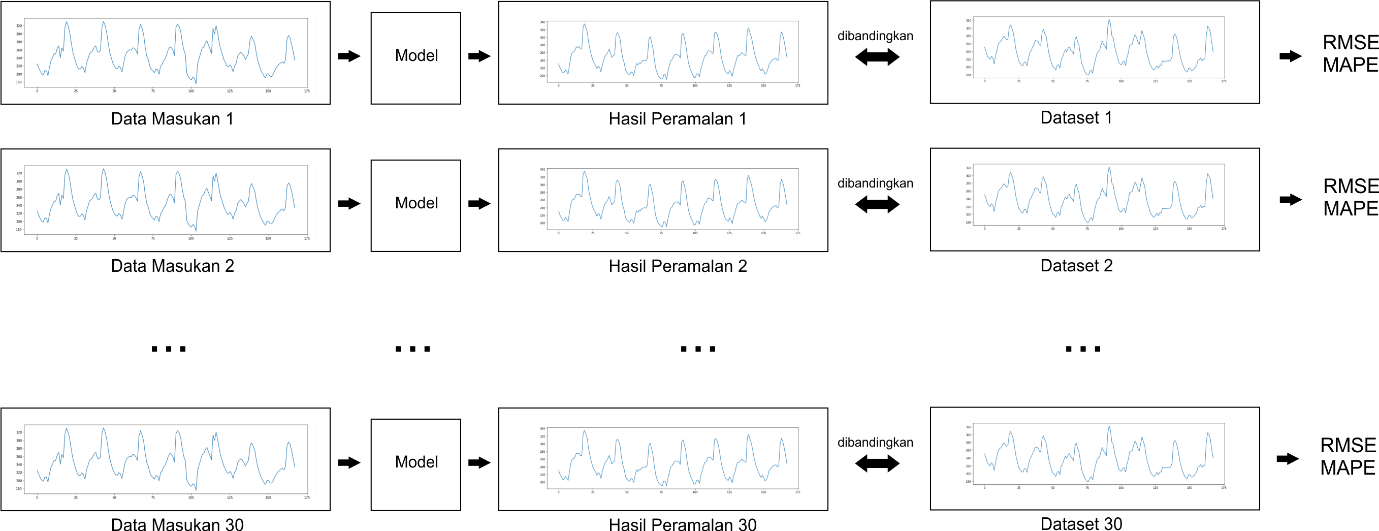 Model
dibandingkan
RMSE
MAPE
Data Masukan 1
Hasil Peramalan 1
Dataset 1
Model
dibandingkan
RMSE
MAPE
Data Masukan 2
Hasil Peramalan 2
Dataset 2
... ... ... ...
Model
dibandingkan
RMSE
MAPE
Data Masukan 30
Hasil Peramalan 30
Dataset 30